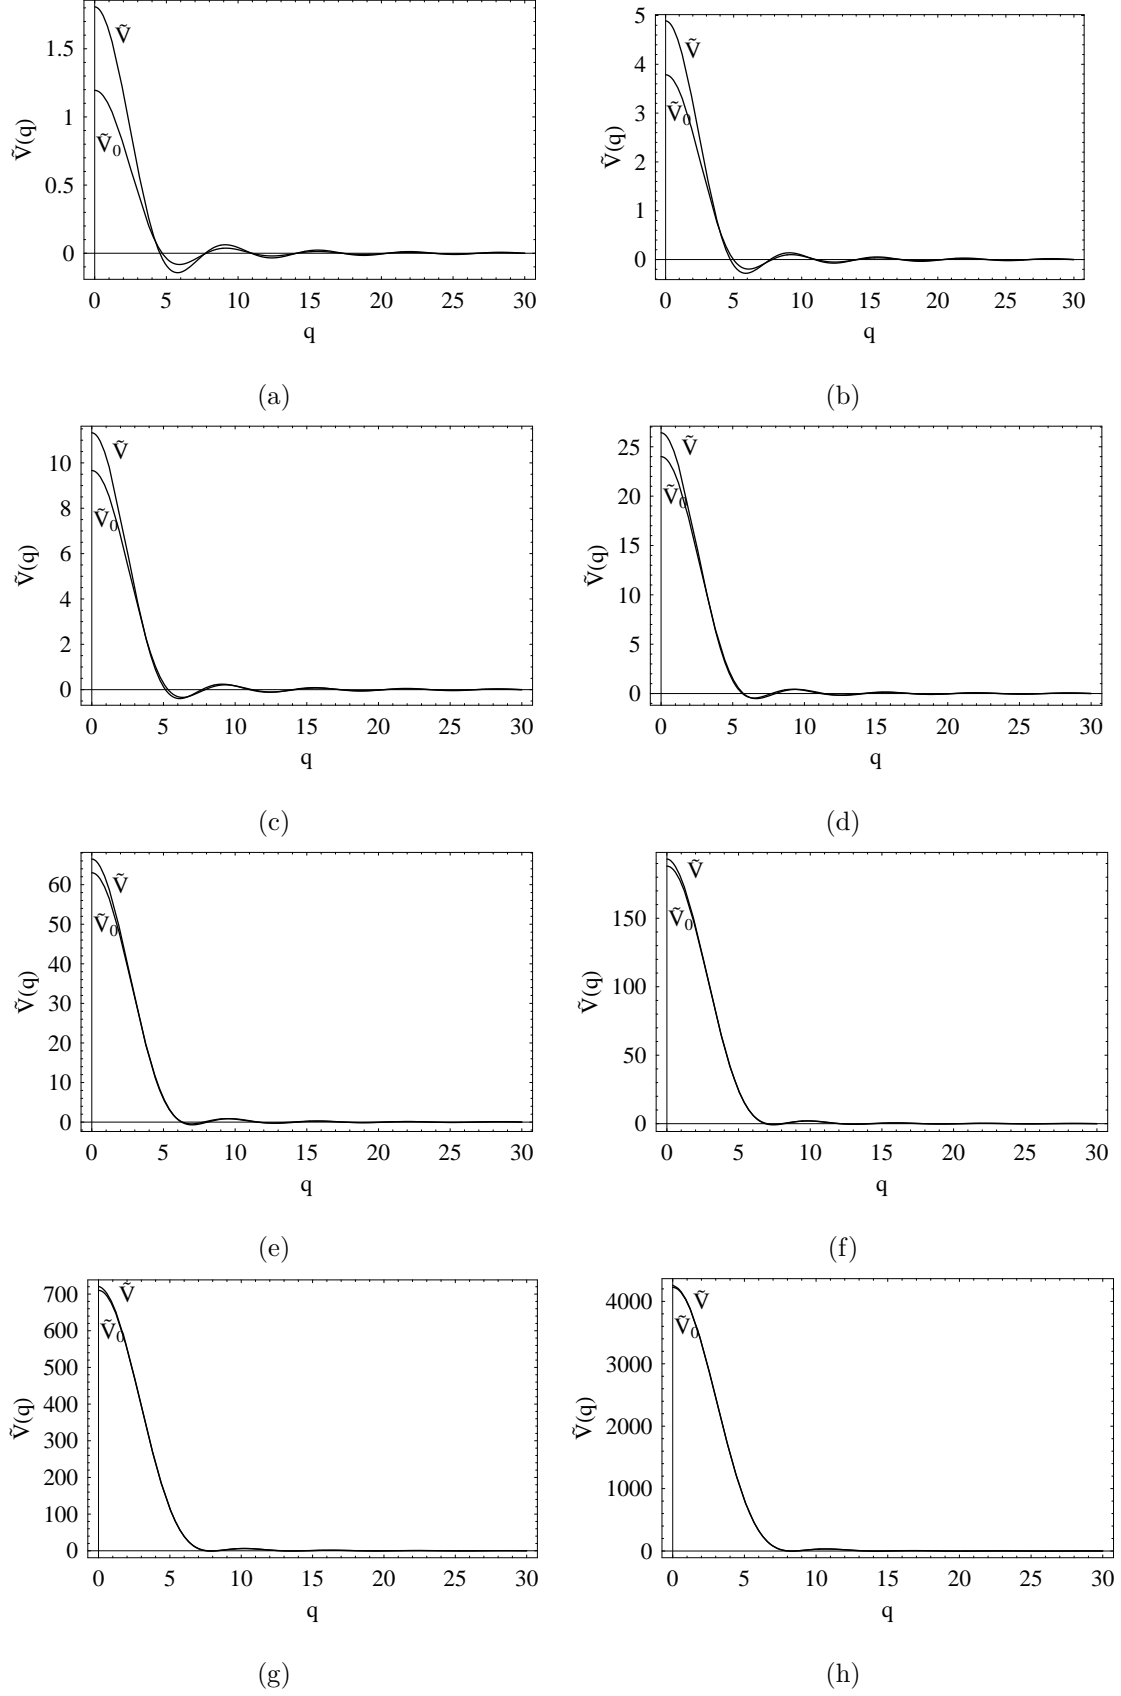 1.5
1
0.5
0
Ṽ
Ṽ₀
Ṽ(q)
0 5 10 15 20 25 30
q
(a)
5
4
3
2
1
0
Ṽ
Ṽ₀
Ṽ(q)
0 5 10 15 20 25 30
q
(b)
10
8
6
4
2
0
Ṽ
Ṽ₀
Ṽ(q)
0 5 10 15 20 25 30
q
(c)
25
20
15
10
5
0
Ṽ
Ṽ₀
Ṽ(q)
0 5 10 15 20 25 30
q
(d)
60
50
40
30
20
10
0
Ṽ
Ṽ₀
Ṽ(q)
0 5 10 15 20 25 30
q
(e)
150
100
50
0
Ṽ
Ṽ₀
Ṽ(q)
0 5 10 15 20 25 30
q
(f)
700
600
500
400
300
200
100
0
Ṽ
Ṽ₀
Ṽ(q)
0 5 10 15 20 25 30
q
(g)
4000
3000
2000
1000
0
Ṽ
Ṽ₀
Ṽ(q)
0 5 10 15 20 25 30
q
(h)